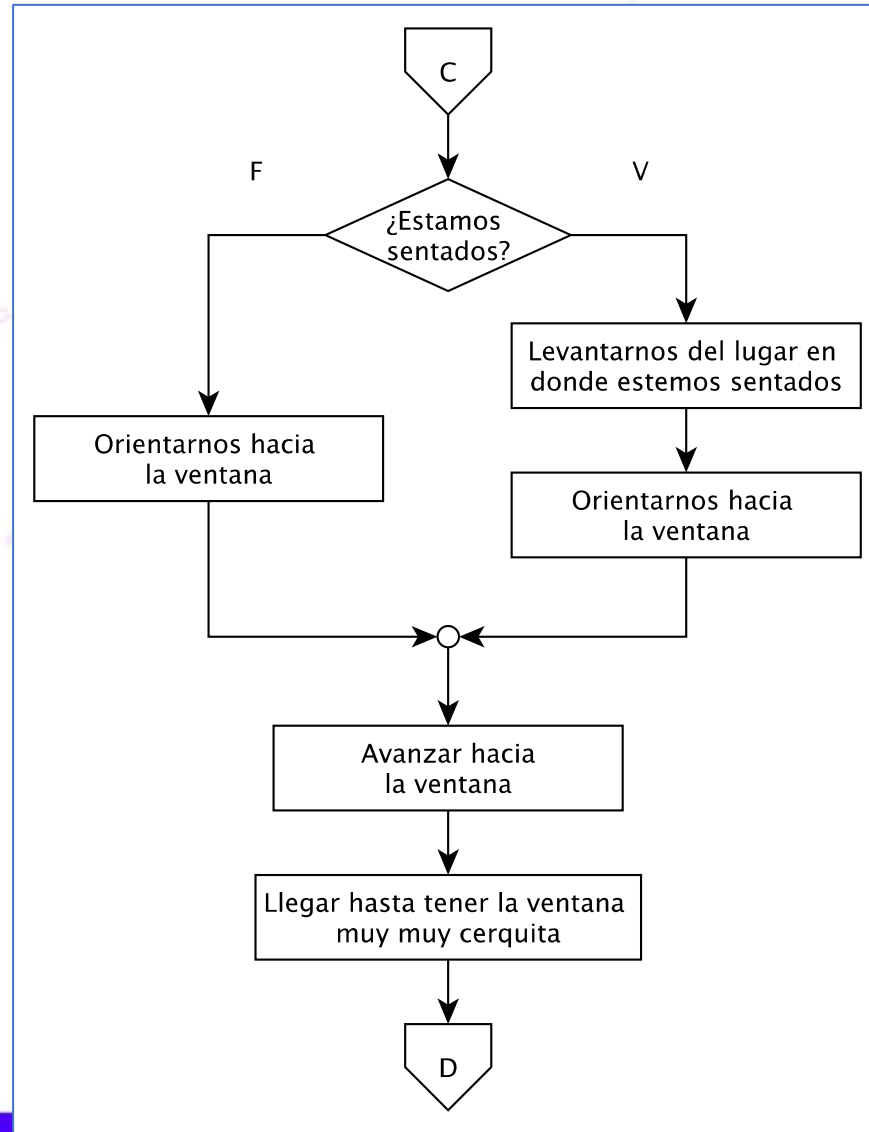 C
F
V
¿Estamos
sentados?
Levantarnos del lugar en
donde estemos sentados
Orientarnos hacia
la ventana
Orientarnos hacia
la ventana
Avanzar hacia
la ventana
Llegar hasta tener la ventana
muy muy cerquita
D